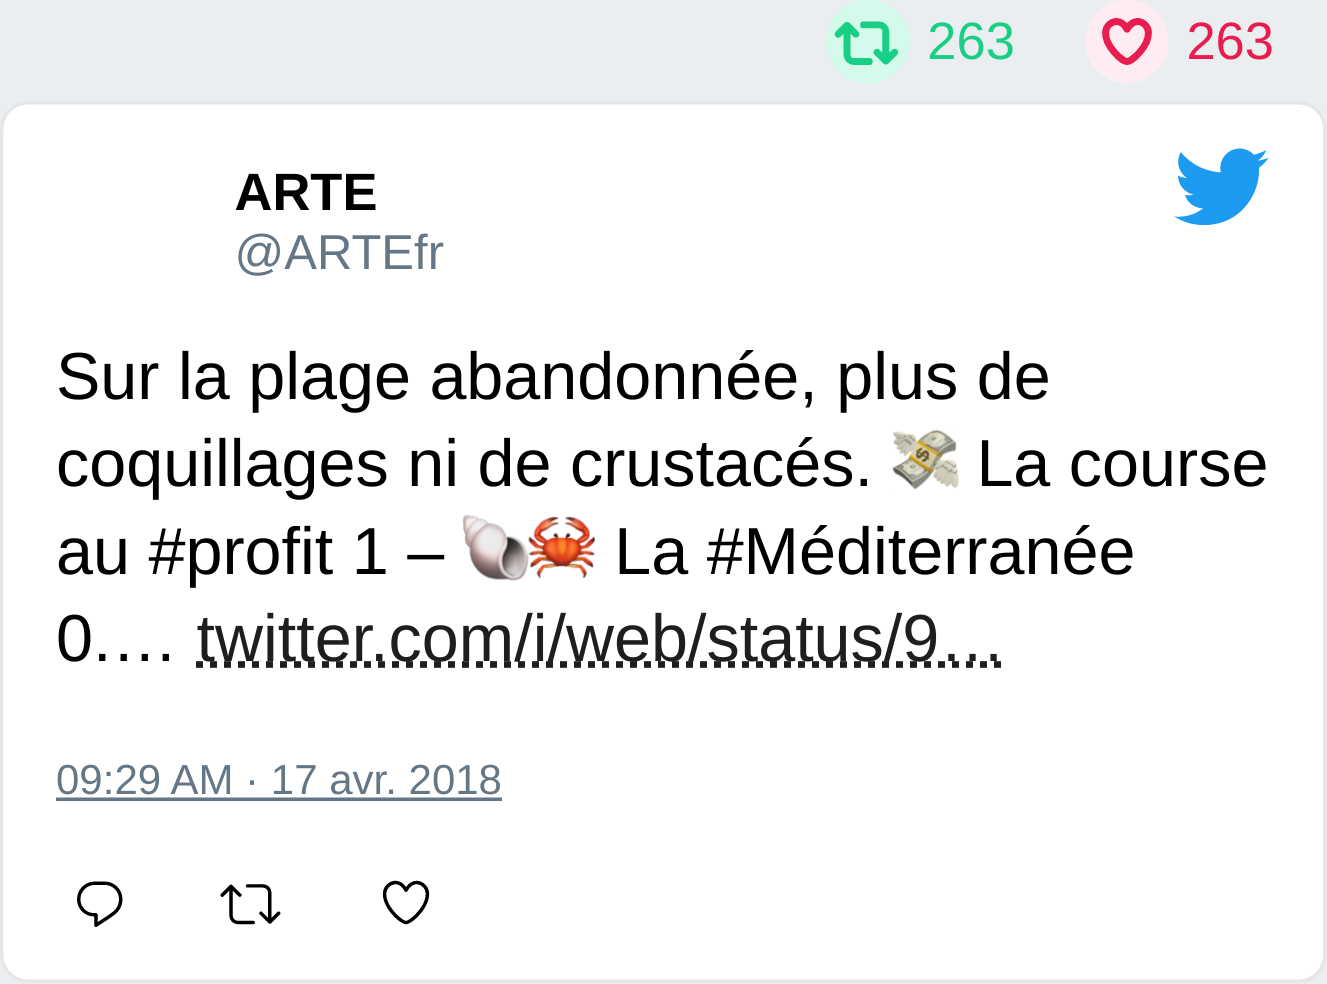 263 263
ARTE
@ARTEfr
Sur la plage abandonnée, plus de
coquillages ni de crustacés. 💸 La course
au #profit 1 – 🐚🦀 La #Méditerranée
0.… twitter.com/i/web/status/9…
09:29 AM · 17 avr. 2018